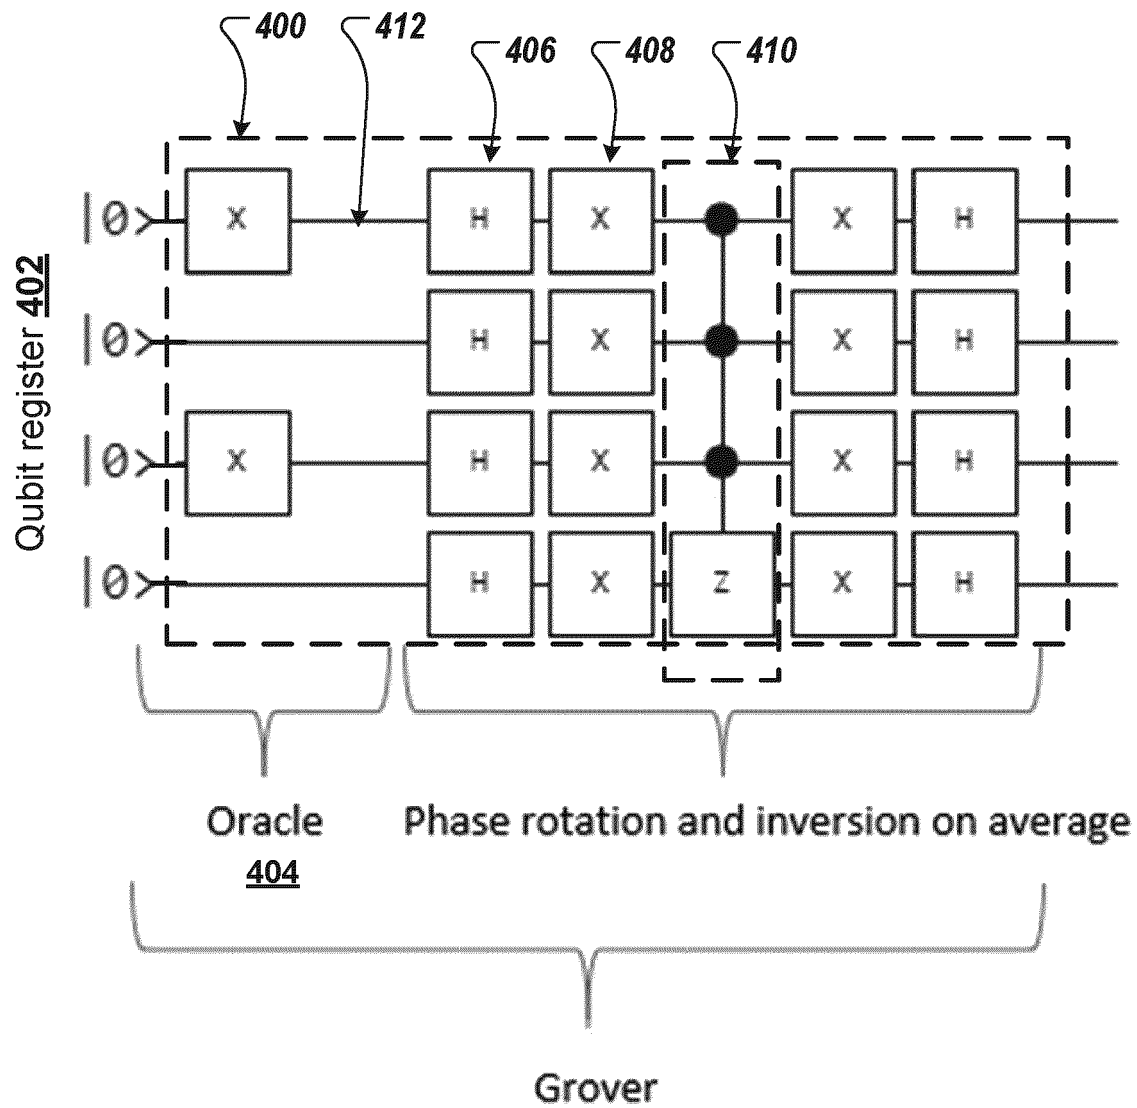 400 412 406 408 410
|0> X H X X H
|0> H X X H
|0> X H X X H
|0> H X Z X H
Qubit register 402
Oracle Phase rotation and inversion on average
404
Grover